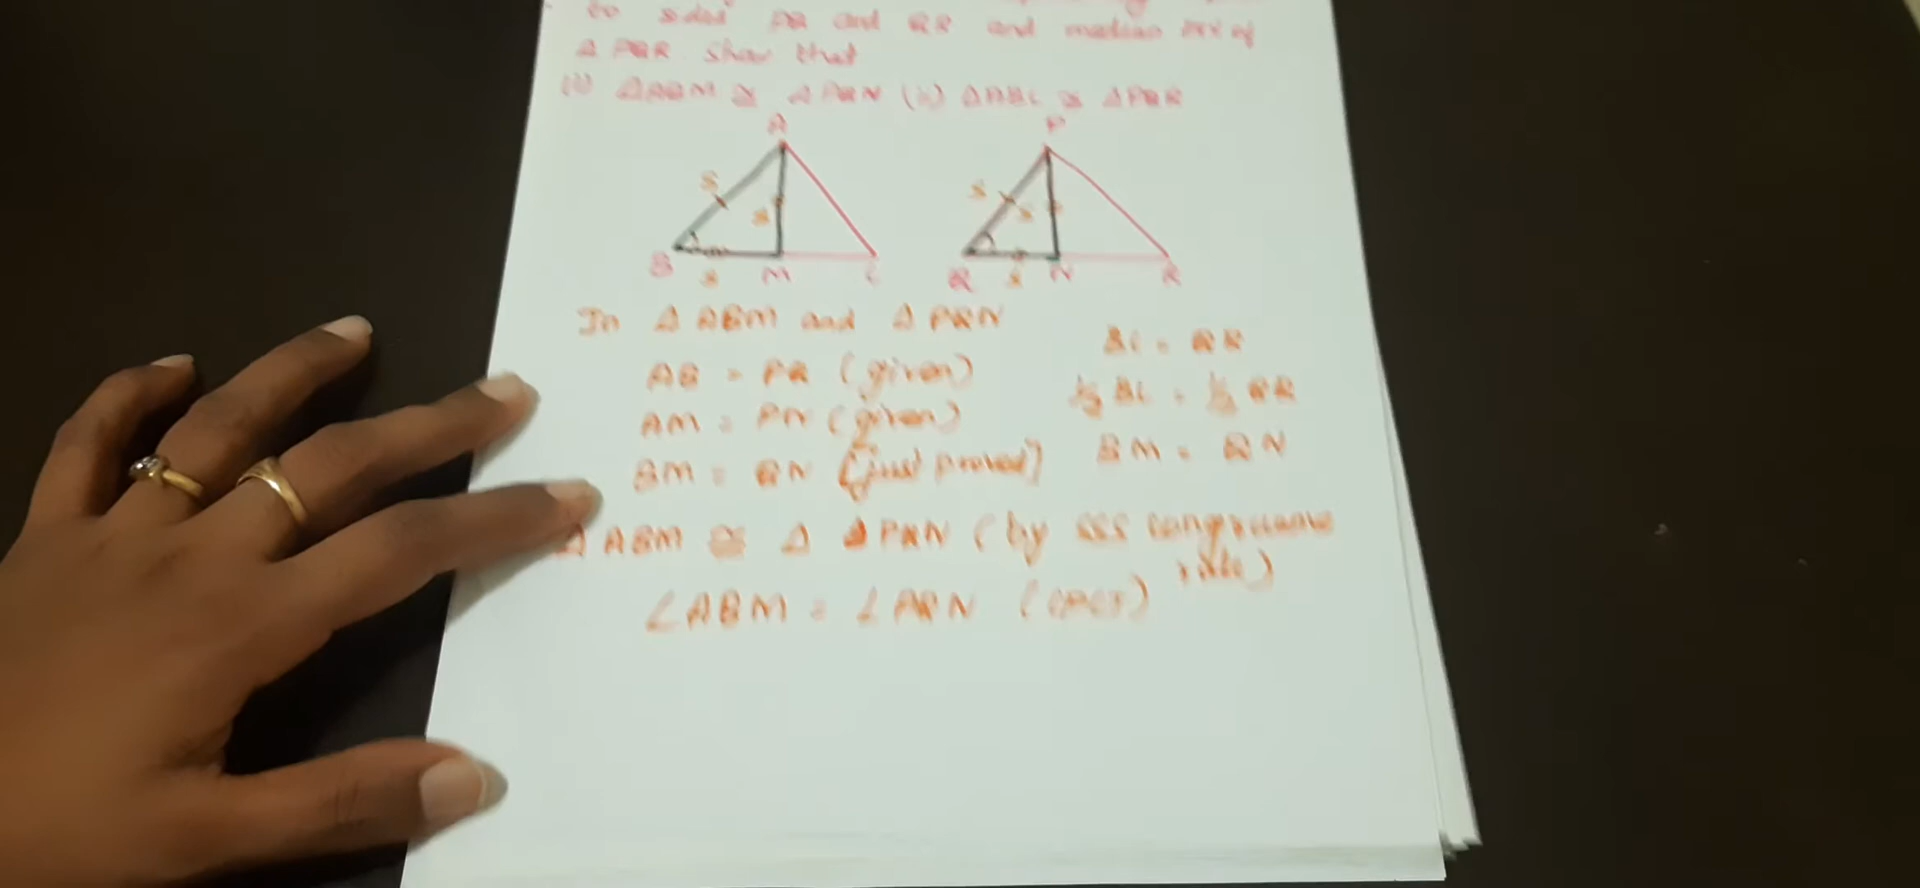 to sides PQ and QR and median PN of
Δ PQR show that
(i) ΔABM ≅ ΔPQN (ii) ΔABC ≅ ΔPQR
A P
S S
S S
B S M C Q S N R
In Δ ABM and Δ PQN
BC = QR
AB = PQ (given)
½ BC = ½ QR
AM = PN (given)
BM = QN
BM = QN (just proved)
Δ ABM ≅ Δ Δ PQN (by SSS congruence
rule)
∠ABM = ∠PQN (CPCT)